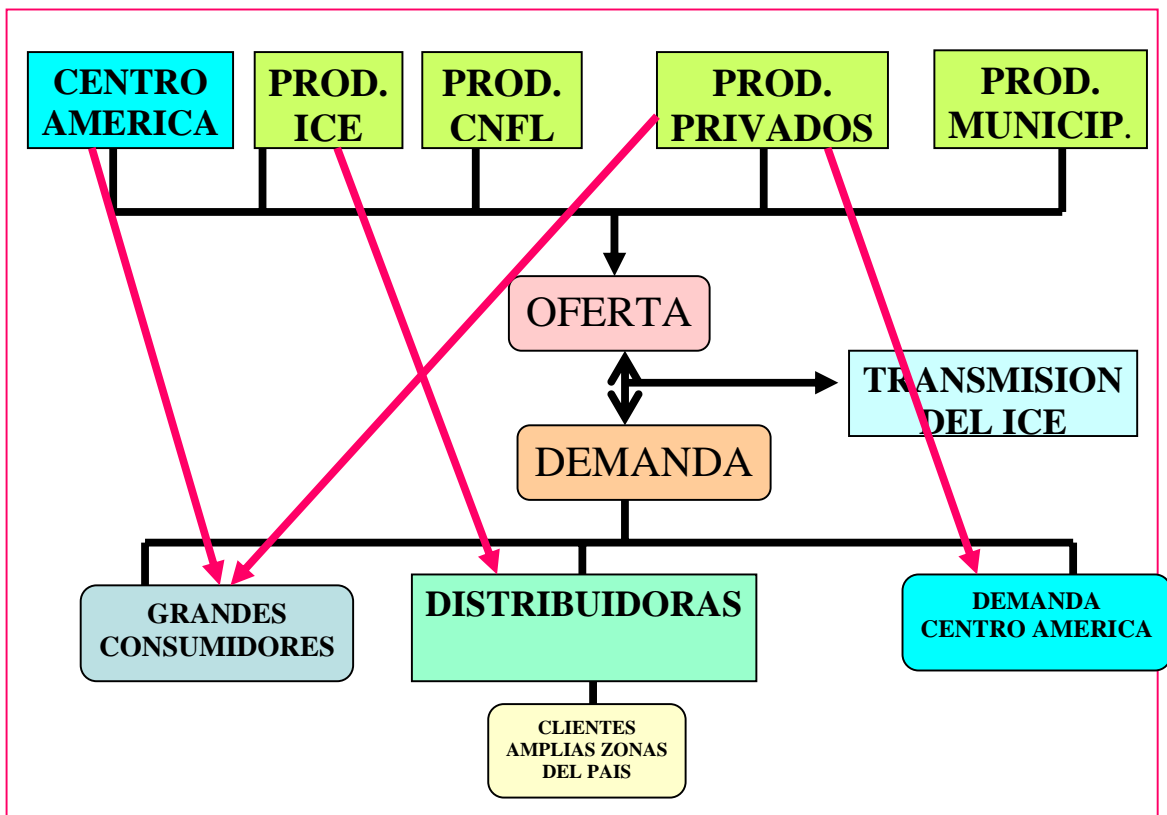 CENTRO
AMERICA
PROD.
ICE
PROD.
CNFL
PROD.
PRIVADOS
PROD.
MUNICIP.
OFERTA
TRANSMISION
DEL ICE
DEMANDA
GRANDES
CONSUMIDORES
DISTRIBUIDORAS
DEMANDA
CENTRO AMERICA
CLIENTES
AMPLIAS ZONAS
DEL PAIS